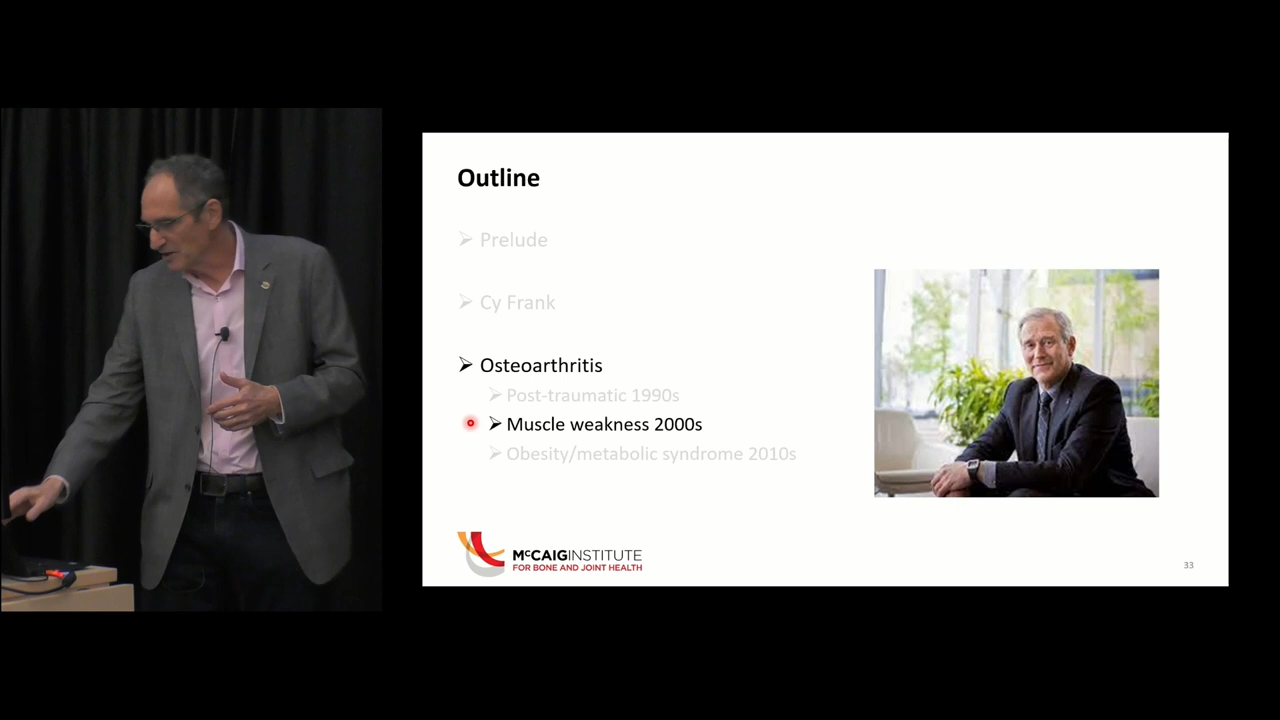 Outline
➢ Prelude
➢ Cy Frank
➢ Osteoarthritis
➢ Post-traumatic 1990s
➢ Muscle weakness 2000s
➢ Obesity/metabolic syndrome 2010s
McCAIGINSTITUTE
FOR BONE AND JOINT HEALTH
33